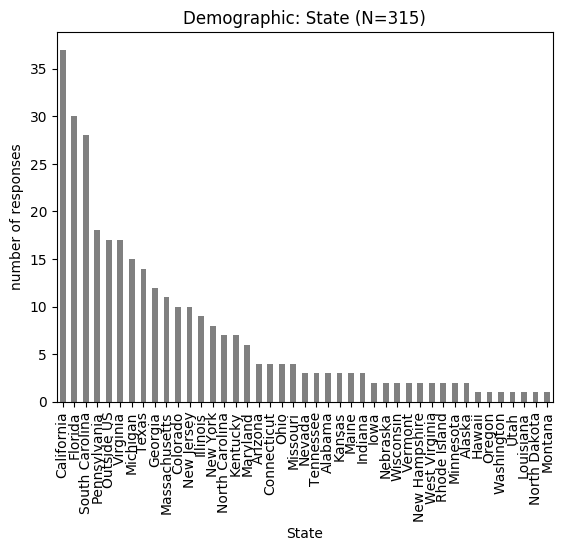 Demographic: State (N=315)
number of responses
35
30
25
20
15
10
5
0
California
Florida
South Carolina
Pennsylvania
Outside US
Virginia
Michigan
Texas
Georgia
Massachusetts
Colorado
New Jersey
Illinois
New York
North Carolina
Kentucky
Maryland
Arizona
Connecticut
Ohio
Missouri
Nevada
Tennessee
Alabama
Kansas
Maine
Indiana
Iowa
Nebraska
Wisconsin
Vermont
New Hampshire
West Virginia
Rhode Island
Minnesota
Alaska
Hawaii
Oregon
Washington
Utah
Louisiana
North Dakota
Montana
State